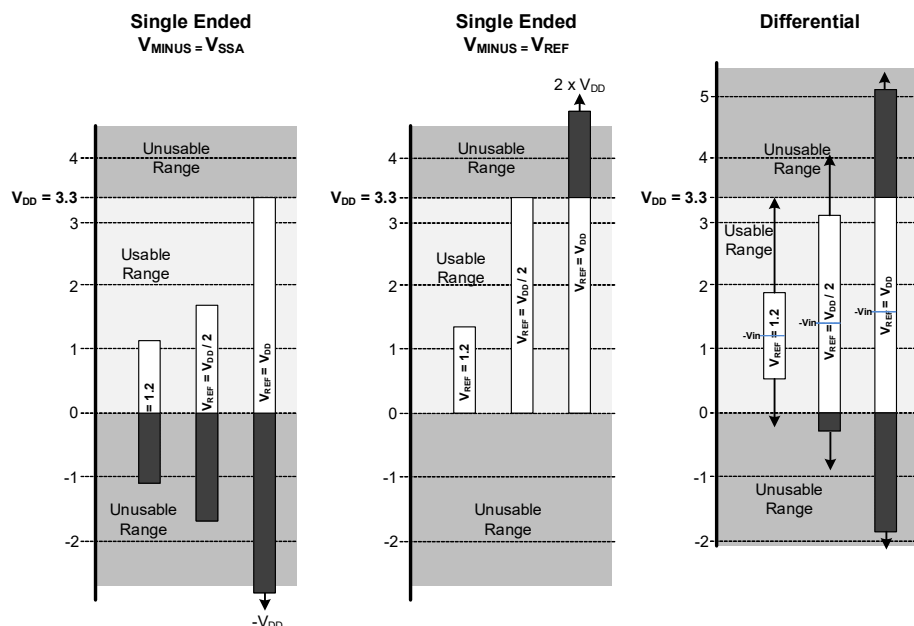 Single Ended
VMINUS = VSSA
4
VDD = 3.3
3
2
1
0
-1
-2
Unusable
Range
Usable
Range
= 1.2
VREF = VDD / 2
VREF = VDD
Unusable
Range
-VDD
Single Ended
VMINUS = VREF
2 x VDD
4
VDD = 3.3
3
2
1
0
-1
-2
Unusable
Range
Usable
Range
VREF = 1.2
VREF = VDD / 2
VREF = VDD
Unusable
Range
Differential
5
4
VDD = 3.3
3
2
1
0
-1
-2
Unusable
Range
Usable
Range
-Vin
VREF = 1.2
-Vin
VREF = VDD / 2
-Vin
VREF = VDD
Unusable
Range